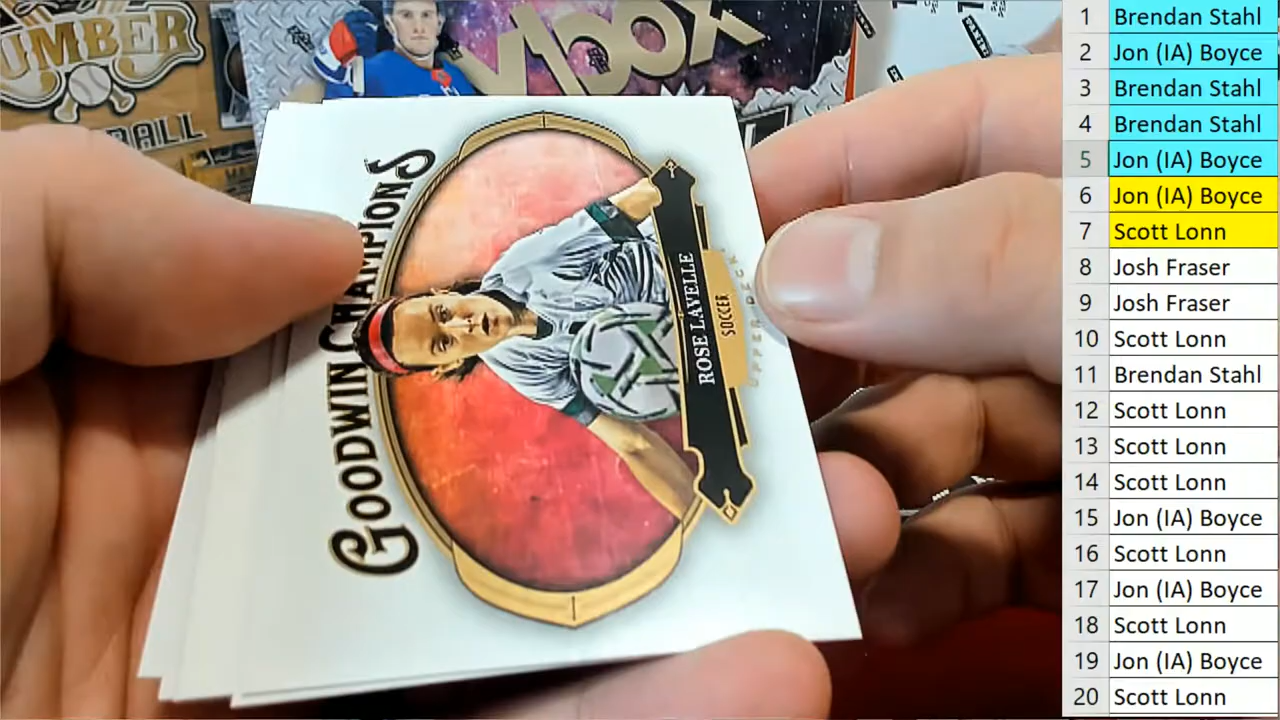 UMBER
BALL
Vbox
GOODWIN CHAMPIONS
ROSE LAVELLE
SOCCER
UPPER DECK
1 Brendan Stahl
2 Jon (IA) Boyce
3 Brendan Stahl
4 Brendan Stahl
5 Jon (IA) Boyce
6 Jon (IA) Boyce
7 Scott Lonn
8 Josh Fraser
9 Josh Fraser
10 Scott Lonn
11 Brendan Stahl
12 Scott Lonn
13 Scott Lonn
14 Scott Lonn
15 Jon (IA) Boyce
16 Scott Lonn
17 Jon (IA) Boyce
18 Scott Lonn
19 Jon (IA) Boyce
20 Scott Lonn